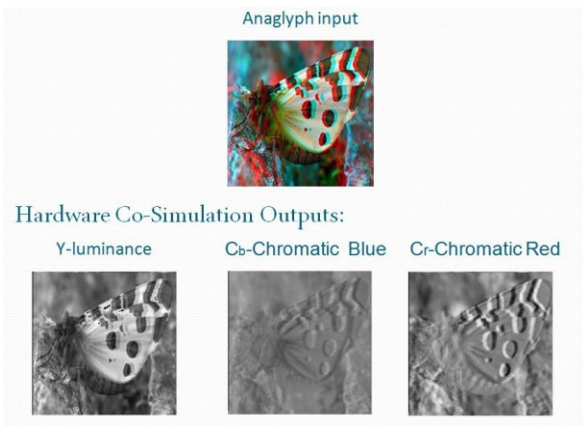 Anaglyph input
Hardware Co-Simulation Outputs:
Y-luminance
Cb-Chromatic Blue
Cr-Chromatic Red